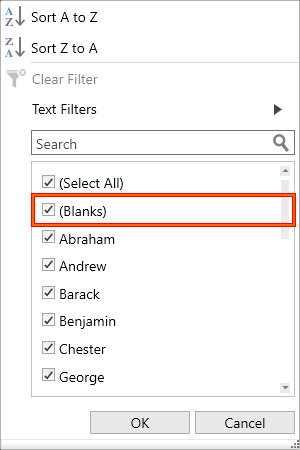 Sort A to Z
Sort Z to A
Clear Filter
Text Filters
Search
(Select All)
(Blanks)
Abraham
Andrew
Barack
Benjamin
Chester
George
OK Cancel